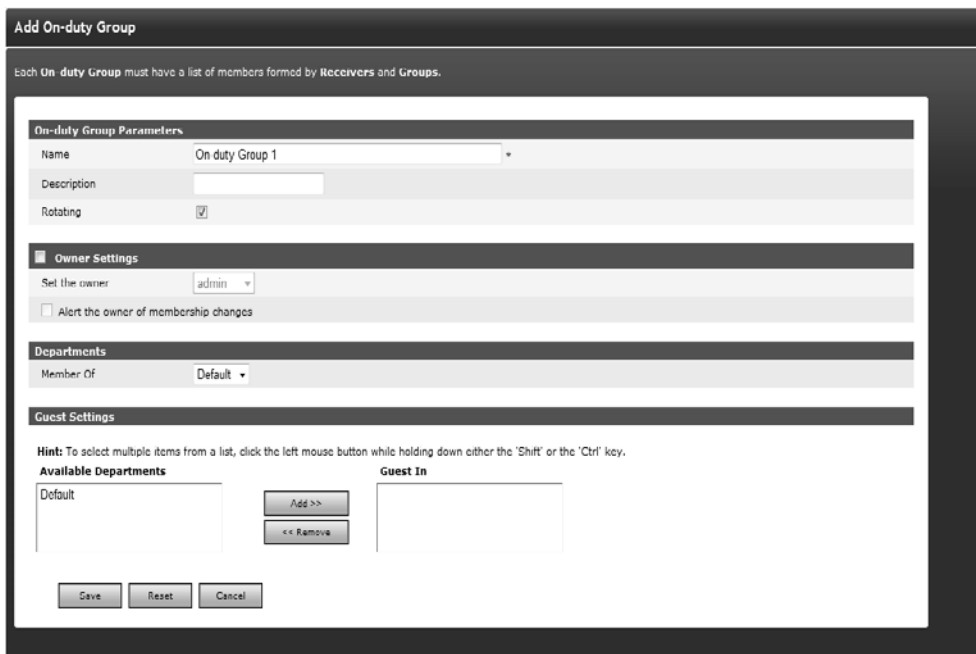 Add On-duty Group
Each On-duty Group must have a list of members formed by Receivers and Groups.
On-duty Group Parameters
Name On duty Group 1 *
Description
Rotating
Owner Settings
Set the owner admin
Alert the owner of membership changes
Departments
Member Of Default
Guest Settings
Hint: To select multiple items from a list, click the left mouse button while holding down either the 'Shift' or the 'Ctrl' key.
Available Departments Guest In
Default
Add >>
<< Remove
Save Reset Cancel